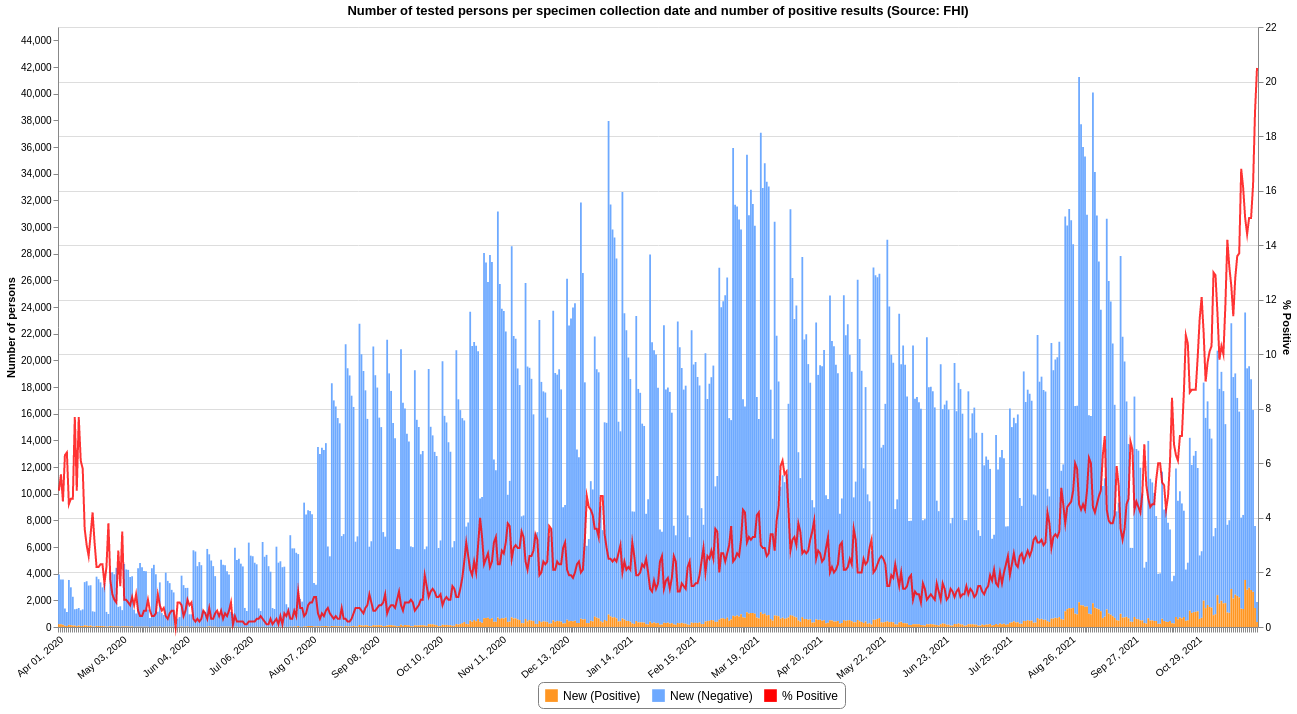 Number of tested persons per specimen collection date and number of positive results (Source: FHI)
44,000
42,000
40,000
38,000
36,000
34,000
32,000
30,000
28,000
26,000
24,000
22,000
20,000
18,000
16,000
14,000
12,000
10,000
8,000
6,000
4,000
2,000
0
Number of persons
22
20
18
16
14
12
10
8
6
4
2
0
% Positive
Apr 01, 2020
May 03, 2020
Jun 04, 2020
Jul 06, 2020
Aug 07, 2020
Sep 08, 2020
Oct 10, 2020
Nov 11, 2020
Dec 13, 2020
Jan 14, 2021
Feb 15, 2021
Mar 19, 2021
Apr 20, 2021
May 22, 2021
Jun 23, 2021
Jul 25, 2021
Aug 26, 2021
Sep 27, 2021
Oct 29, 2021
New (Positive)
New (Negative)
% Positive